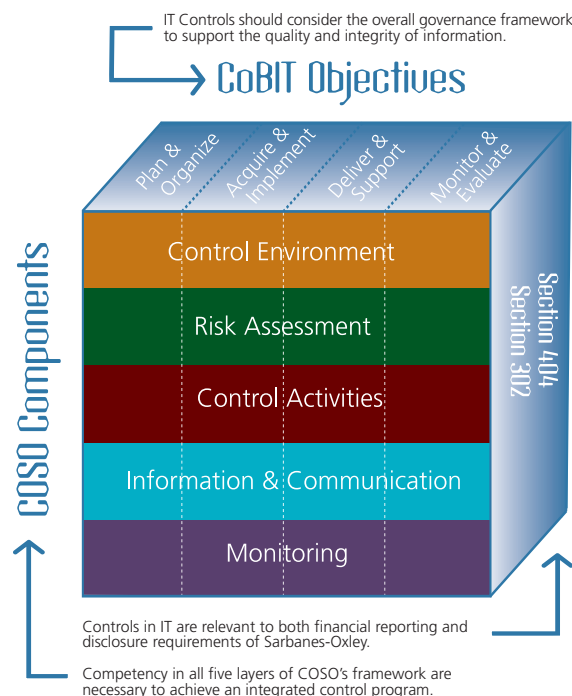 IT Controls should consider the overall governance framework
to support the quality and integrity of information.
CoBIT Objectives
Plan &
Organize
Acquire &
Implement
Deliver &
Support
Monitor &
Evaluate
COSO Components
Control Environment
Risk Assessment
Control Activities
Information & Communication
Monitoring
Section 404
Section 302
Controls in IT are relevant to both financial reporting and
disclosure requirements of Sarbanes-Oxley.
Competency in all five layers of COSO's framework are
necessary to achieve an integrated control program.